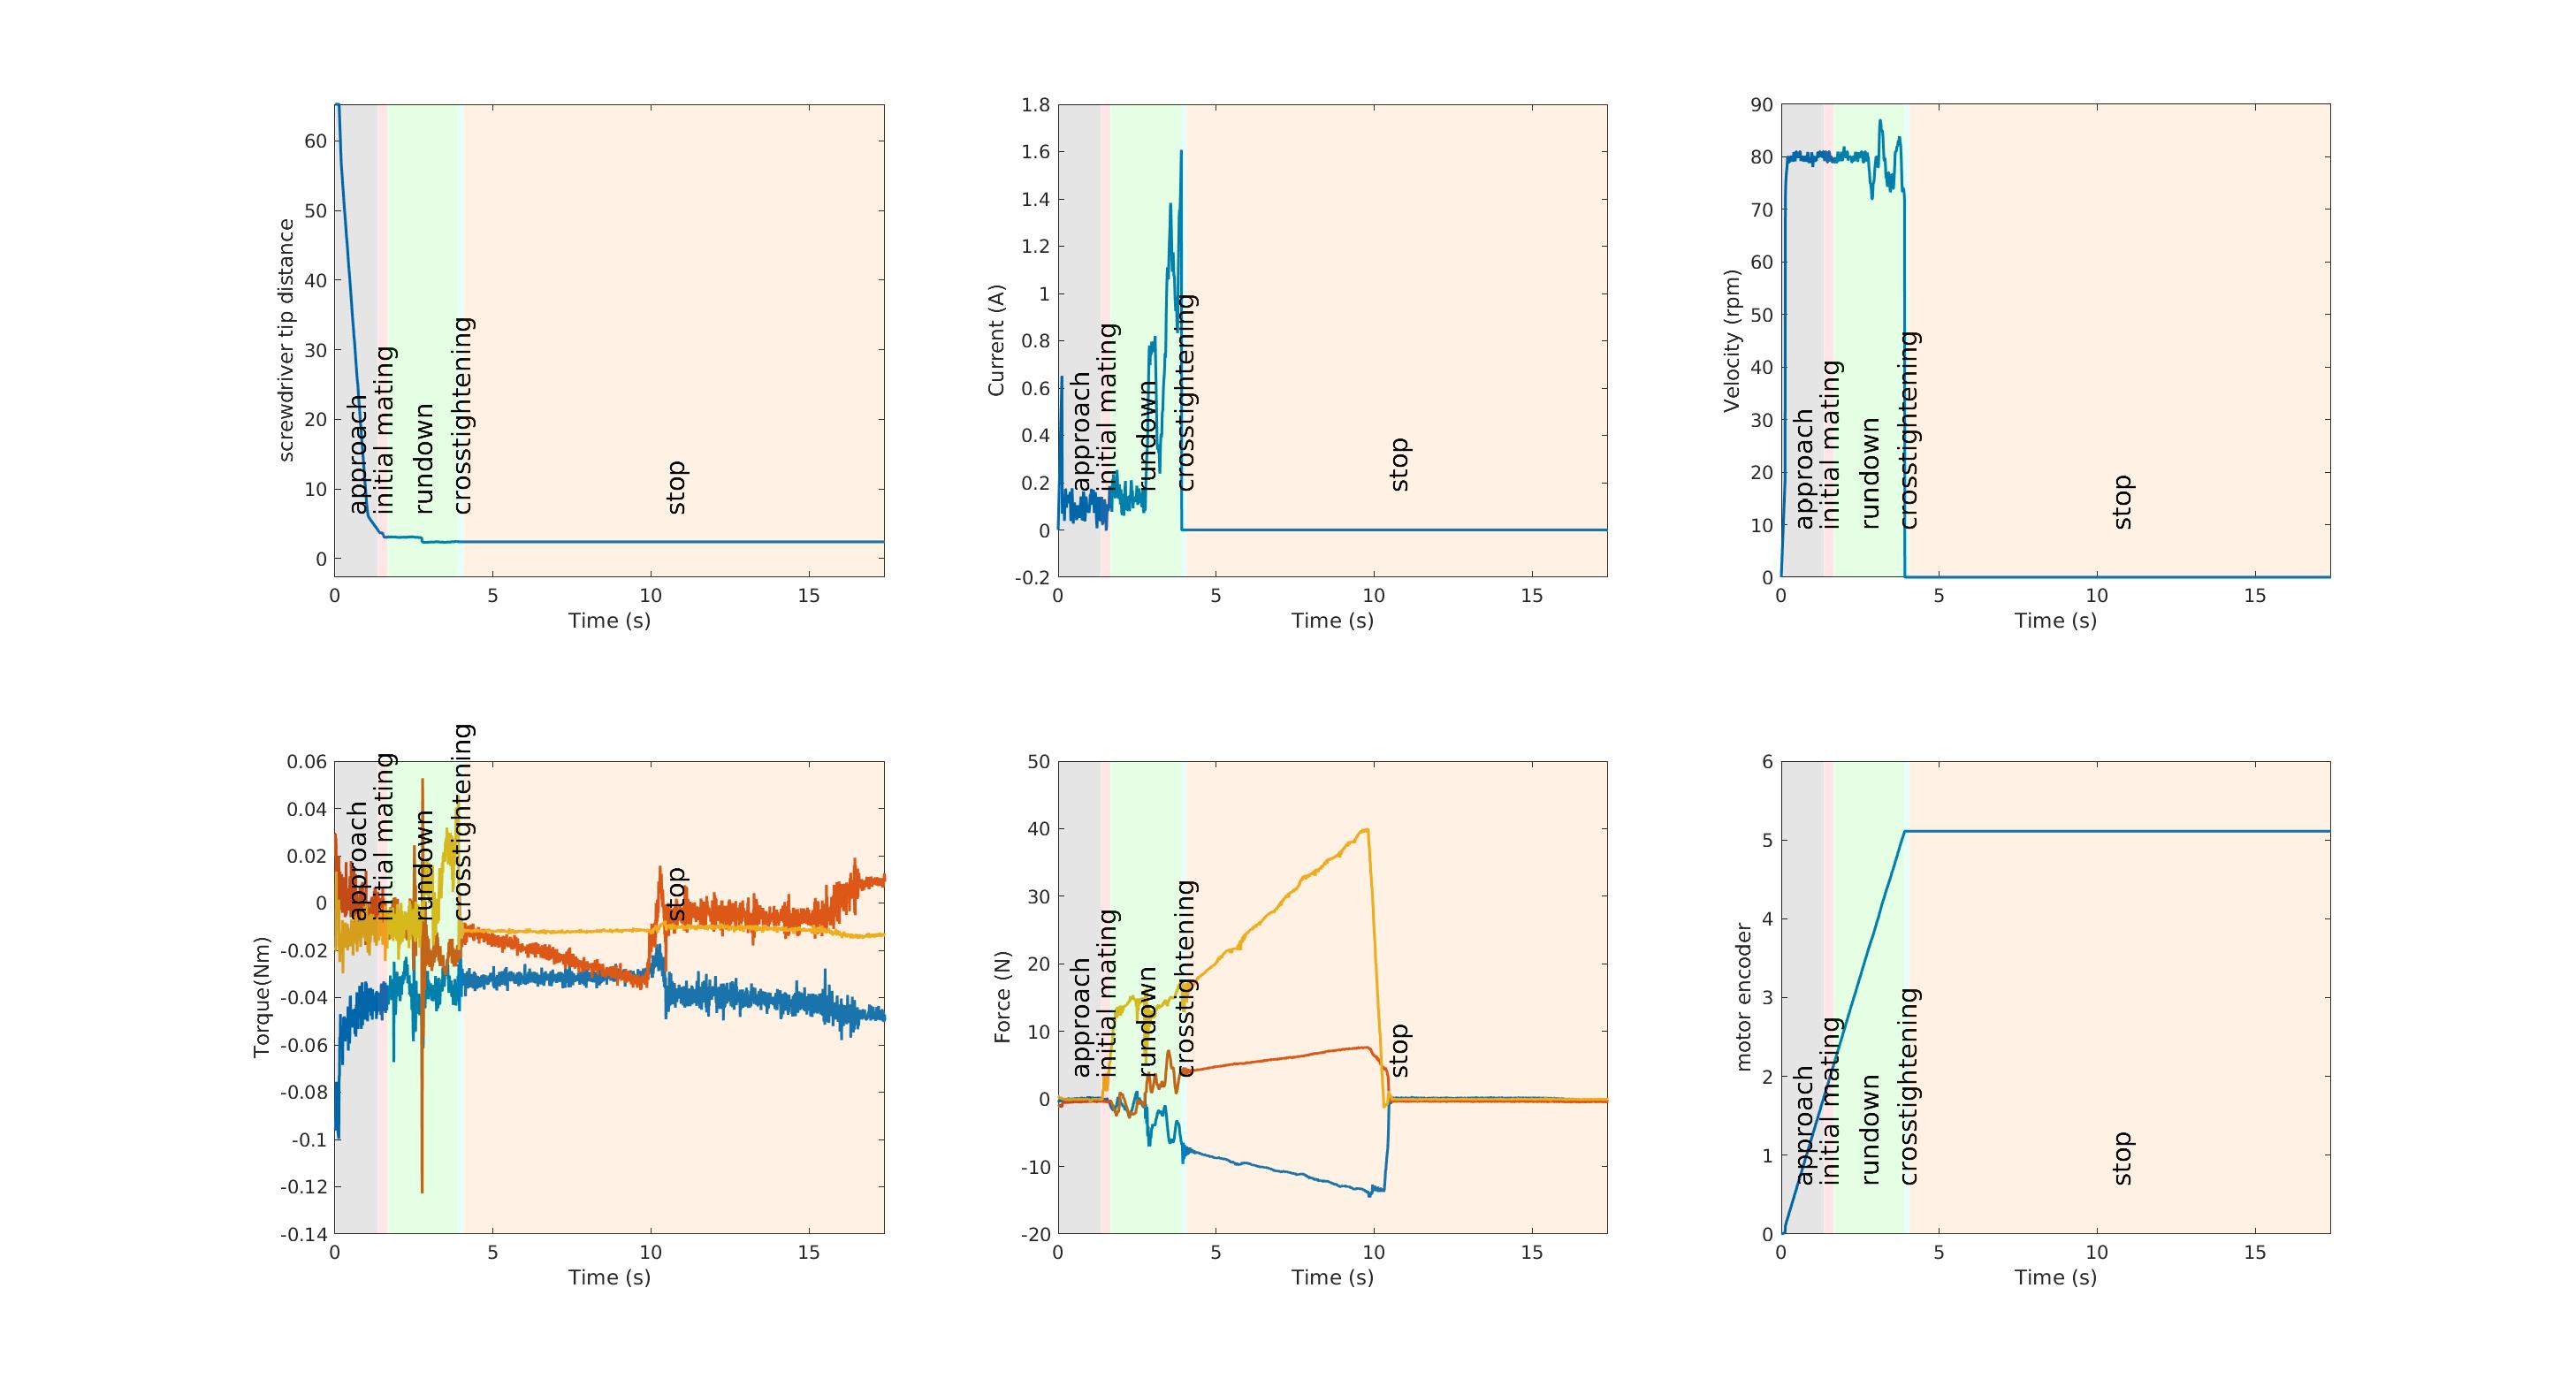 screwdriver tip distance
60
50
40
30
20
10
0
approach
initial mating
rundown
crosstightening
stop
0 5 10 15
Time (s)
Current (A)
1.8
1.6
1.4
1.2
1
0.8
0.6
0.4
0.2
0
-0.2
approach
initial mating
rundown
crosstightening
stop
0 5 10 15
Time (s)
Velocity (rpm)
90
80
70
60
50
40
30
20
10
0
approach
initial mating
rundown
crosstightening
stop
0 5 10 15
Time (s)
Torque(Nm)
0.06
0.04
0.02
0
-0.02
-0.04
-0.06
-0.08
-0.1
-0.12
-0.14
approach
initial mating
rundown
crosstightening
stop
0 5 10 15
Time (s)
Force (N)
50
40
30
20
10
0
-10
-20
approach
initial mating
rundown
crosstightening
stop
0 5 10 15
Time (s)
motor encoder
6
5
4
3
2
1
0
approach
initial mating
rundown
crosstightening
stop
0 5 10 15
Time (s)